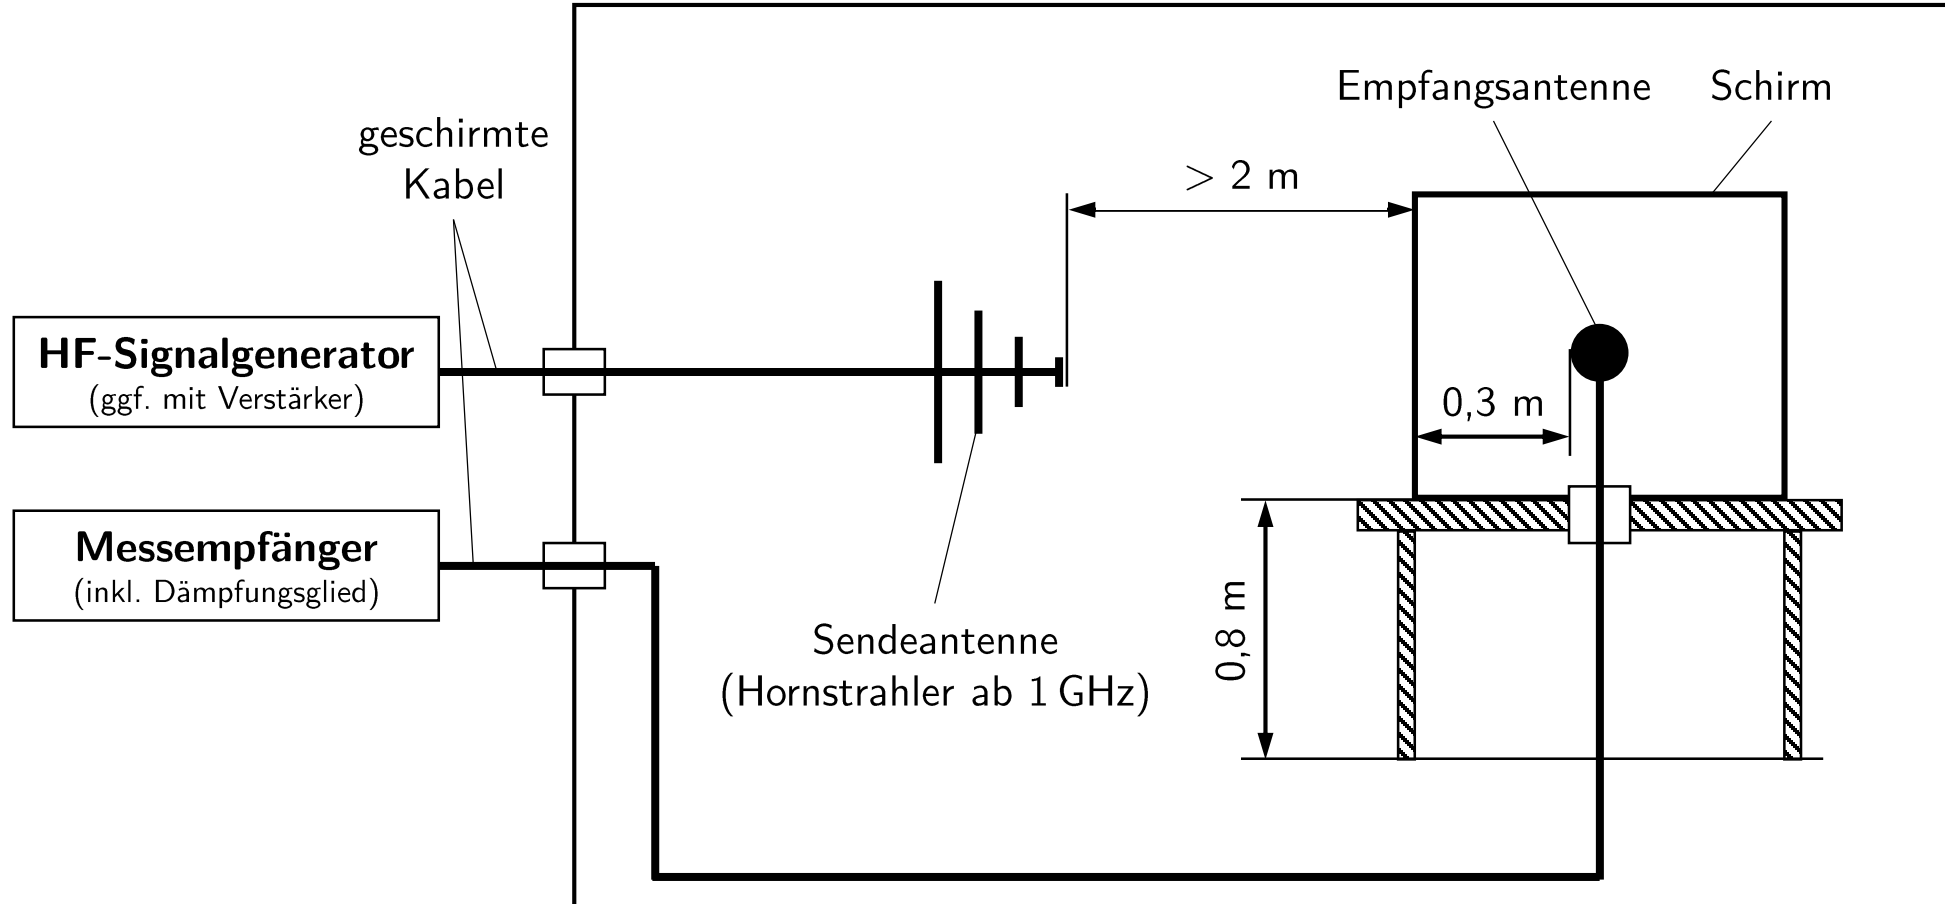 Empfangsantenne
Schirm
geschirmte
Kabel
> 2 m
HF-Signalgenerator
(ggf. mit Verstärker)
0,3 m
Messempfänger
(inkl. Dämpfungsglied)
0,8 m
Sendeantenne
(Hornstrahler ab 1 GHz)